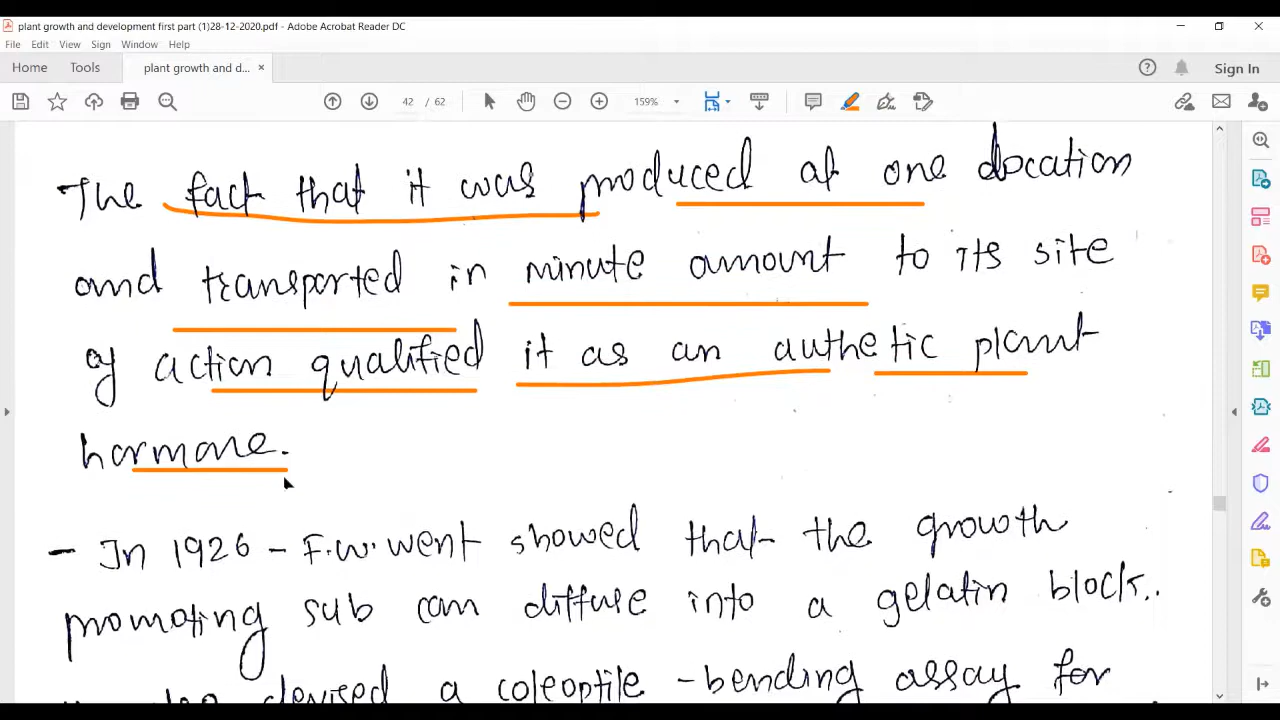 plant growth and development first part (1)28-12-2020.pdf - Adobe Acrobat Reader DC
File Edit View Sign Window Help
Home Tools plant growth and d... × Sign In
42 / 62 159%
The fact that it was produced at one location
and transported in minute amount to its site
of action qualified it as an authetic plant
hormone.
- In 1926 - F.W. Went showed that the growth
promoting sub can diffuse into a gelatin block..
devised a coleoptile - bending assay for